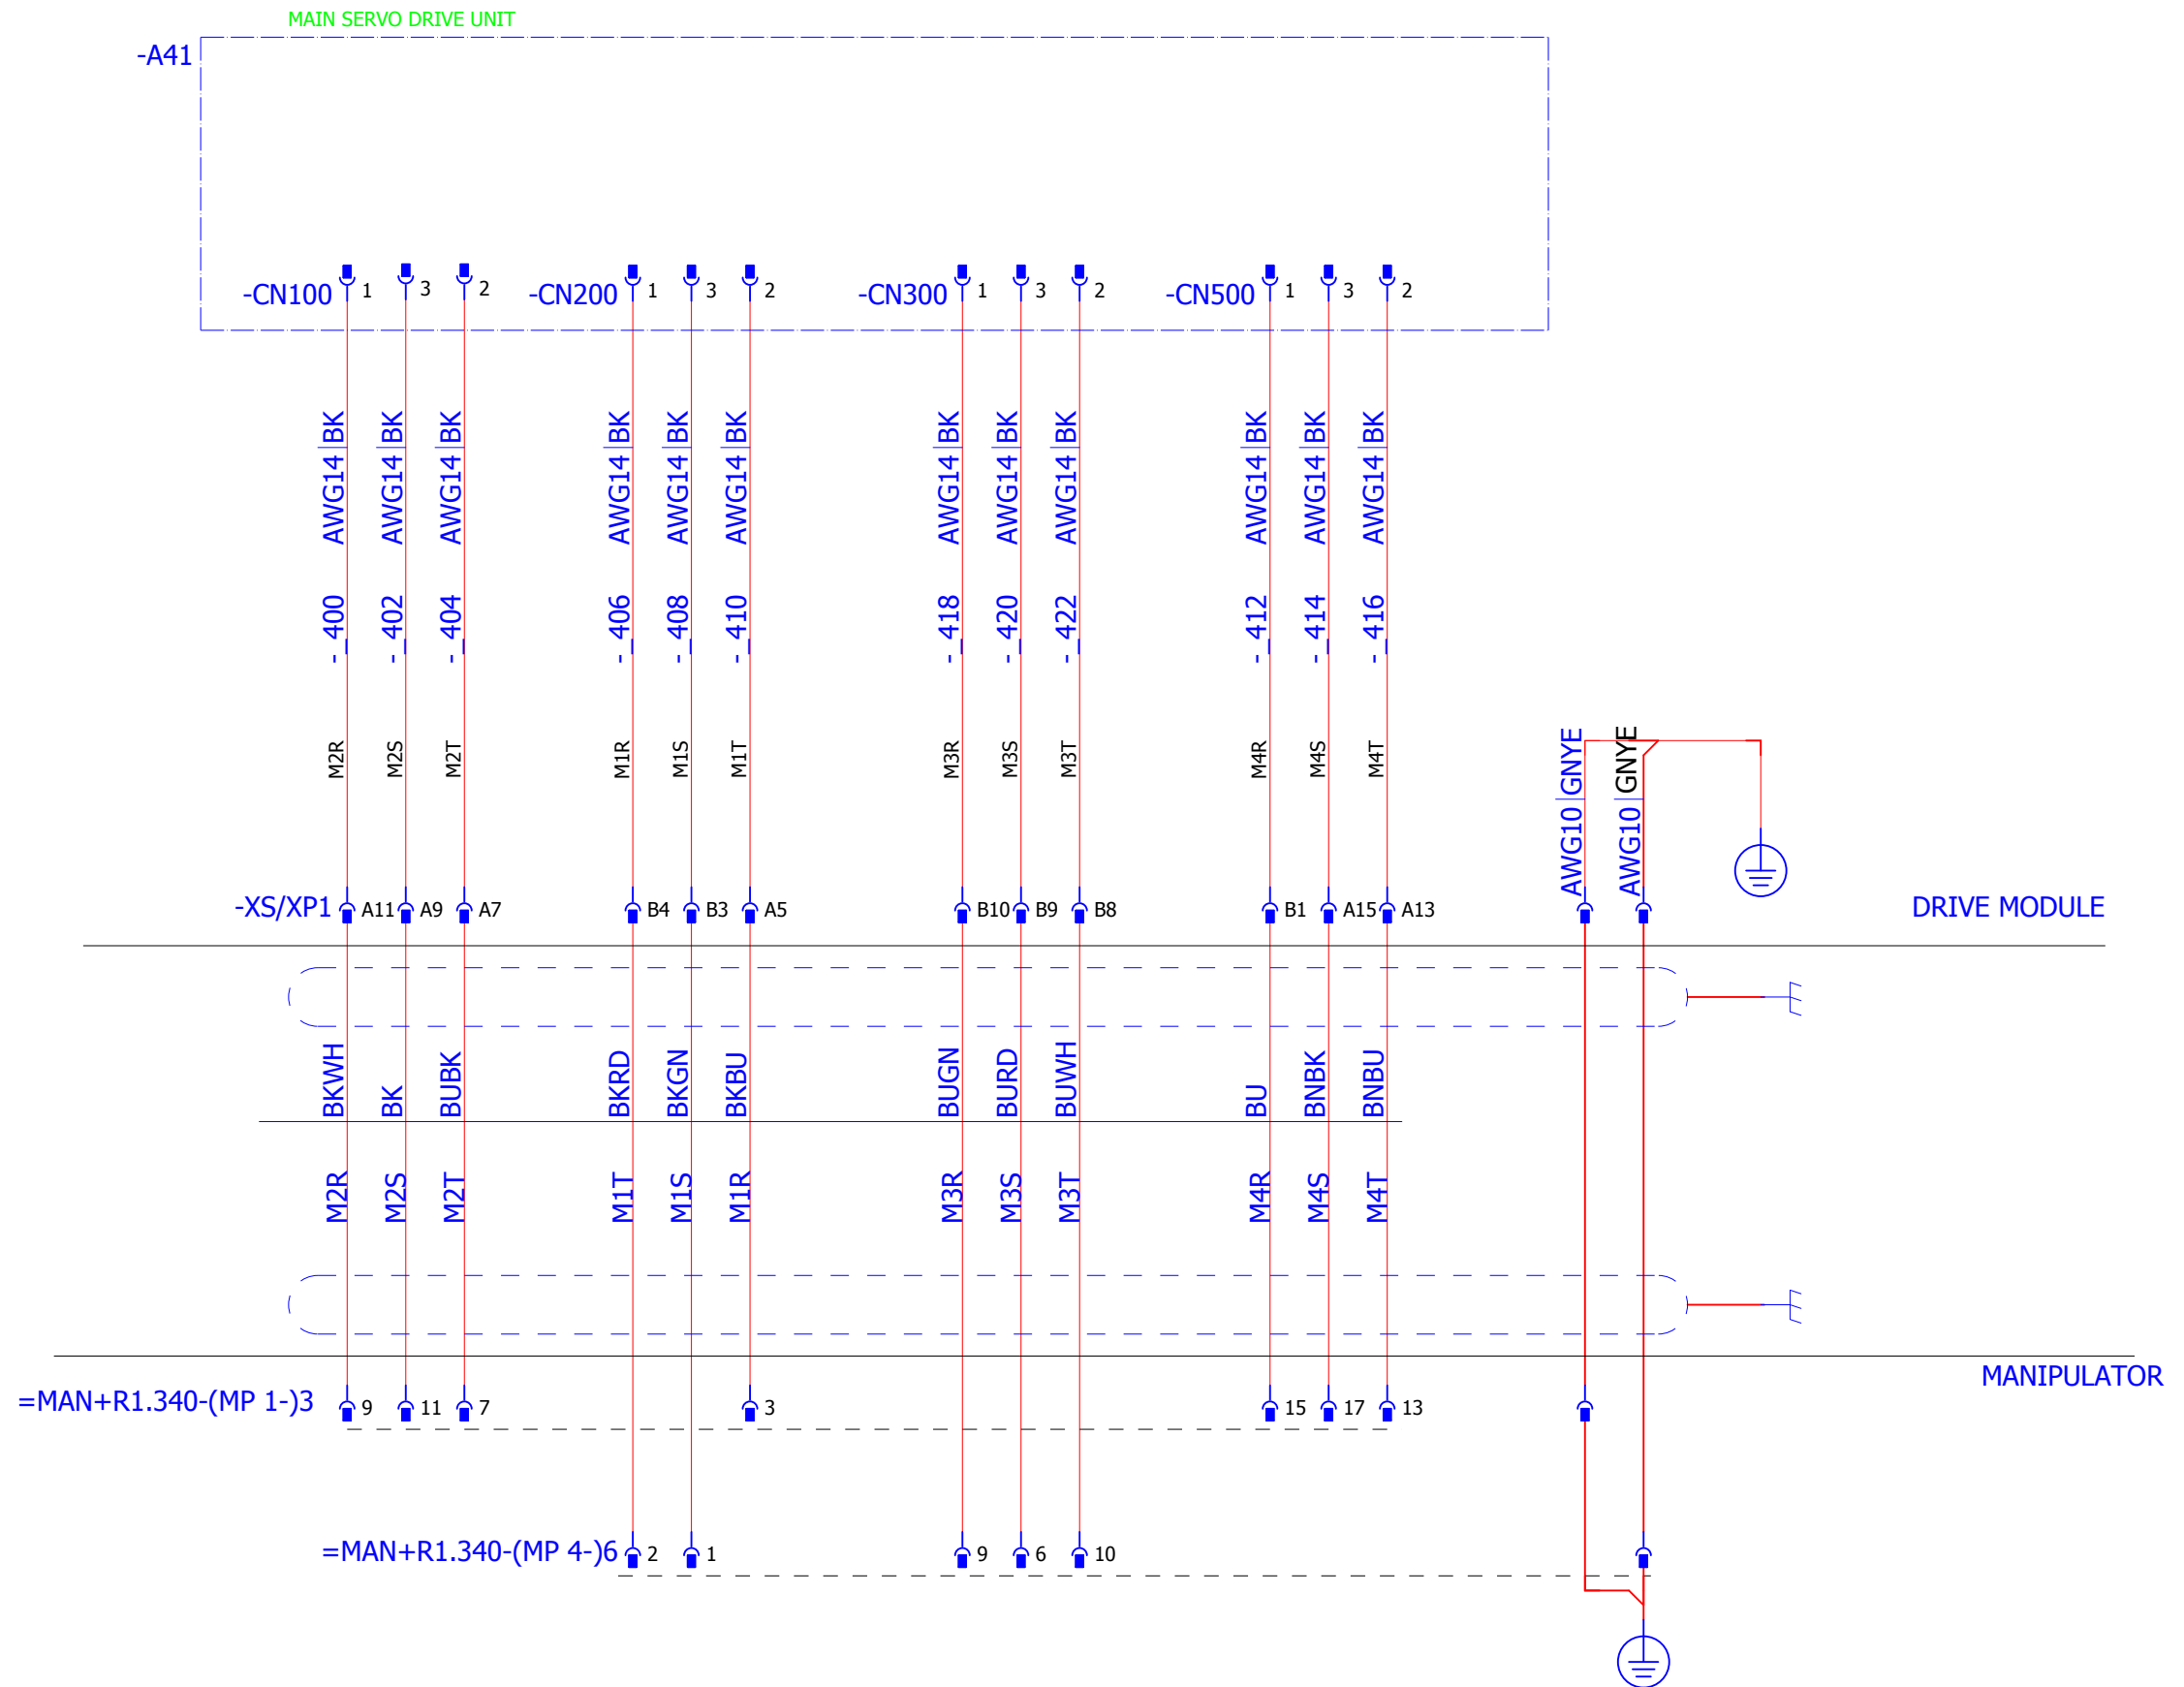 MAIN SERVO DRIVE UNIT
-A41
-CN100 1 3 2 -CN200 1 3 2 -CN300 1 3 2 -CN500 1 3 2
AWG14 BK AWG14 BK AWG14 BK AWG14 BK AWG14 BK AWG14 BK AWG14 BK AWG14 BK AWG14 BK AWG14 BK AWG14 BK AWG14 BK
- 400 - 402 - 404 - 406 - 408 - 410 - 418 - 420 - 422 - 412 - 414 - 416
M2R M2S M2T M1R M1S M1T M3R M3S M3T M4R M4S M4T
AWG10 GNYE AWG10 GNYE
-XS/XP1 A11 A9 A7 B4 B3 A5 B10 B9 B8 B1 A15 A13
DRIVE MODULE
BKWH BK BUBK BKRD BKGN BKBU BUGN BURD BUWH BU BNBK BNBU
M2R M2S M2T M1T M1S M1R M3R M3S M3T M4R M4S M4T
MANIPULATOR
=MAN+R1.340-(MP 1-)3 9 11 7 3 15 17 13
=MAN+R1.340-(MP 4-)6 2 1 9 6 10